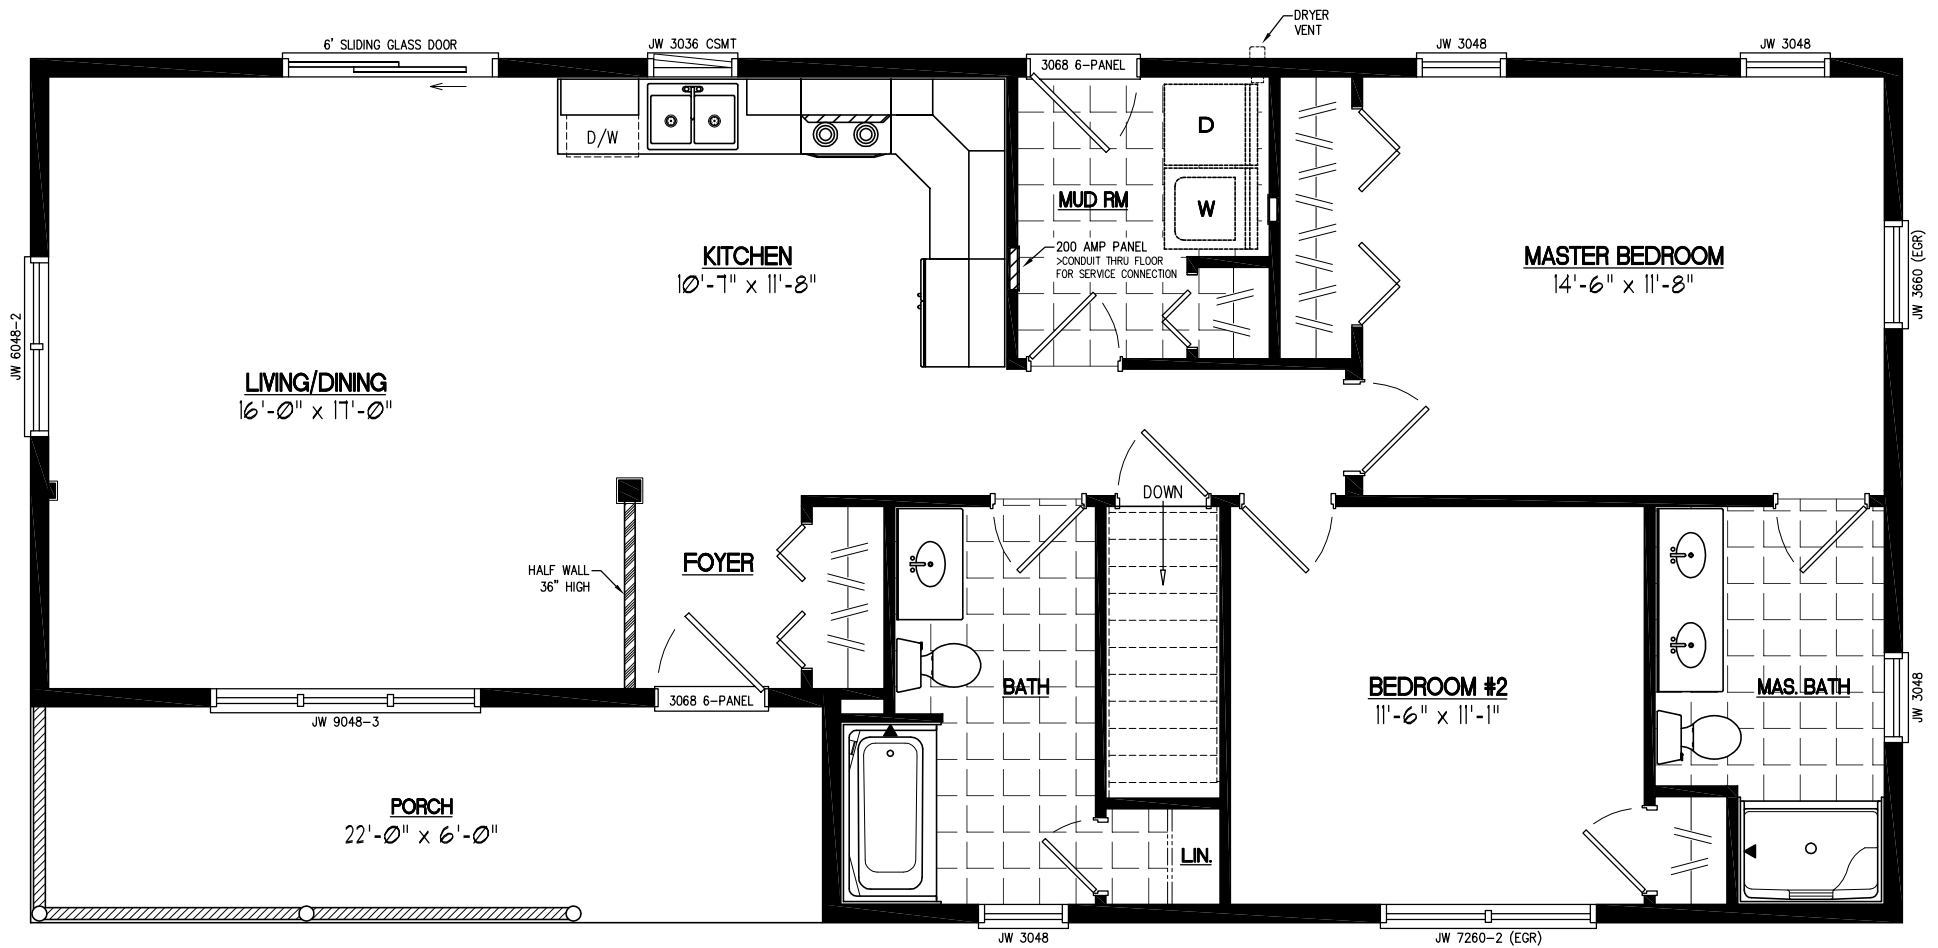 DRYER
VENT
6' SLIDING GLASS DOOR
JW 3036 CSMT
3068 6-PANEL
JW 3048
JW 3048
D/W
D
MUD RM
W
200 AMP PANEL
>CONDUIT THRU FLOOR
FOR SERVICE CONNECTION
KITCHEN
10'-7" x 11'-8"
MASTER BEDROOM
14'-6" x 11'-8"
JW 3660 (EGR)
JW 6048-2
LIVING/DINING
16'-0" x 17'-0"
DOWN
HALF WALL
36" HIGH
FOYER
BATH
BEDROOM #2
11'-6" x 11'-1"
MAS. BATH
JW 3048
3068 6-PANEL
JW 9048-3
PORCH
22'-0" x 6'-0"
LIN.
JW 3048
JW 7260-2 (EGR)